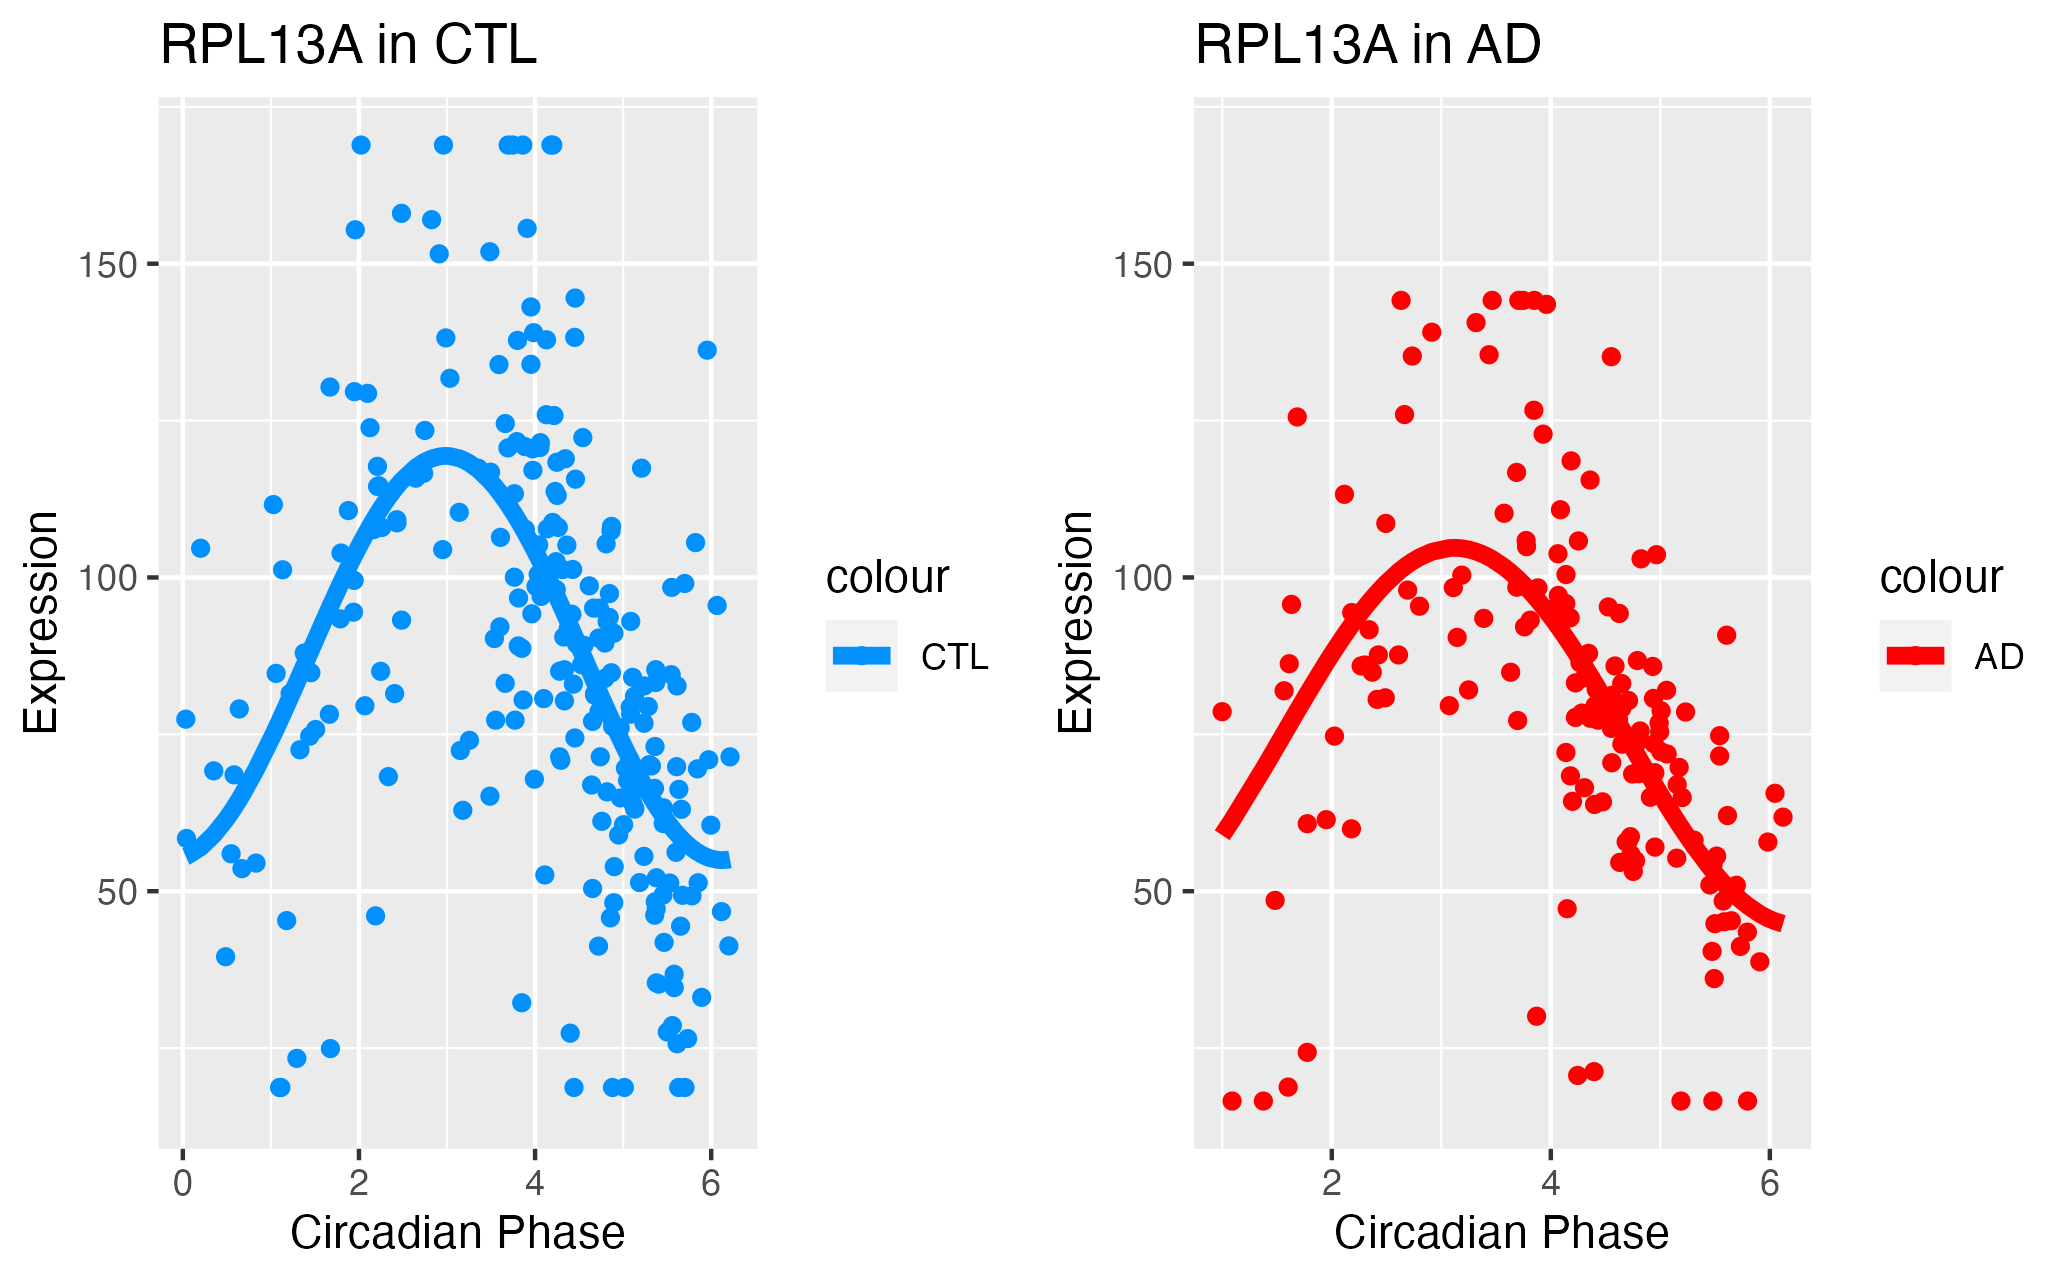 RPL13A in CTL
150
100
50
Expression
0 2 4 6
Circadian Phase
colour
CTL
RPL13A in AD
150
100
50
Expression
2 4 6
Circadian Phase
colour
AD